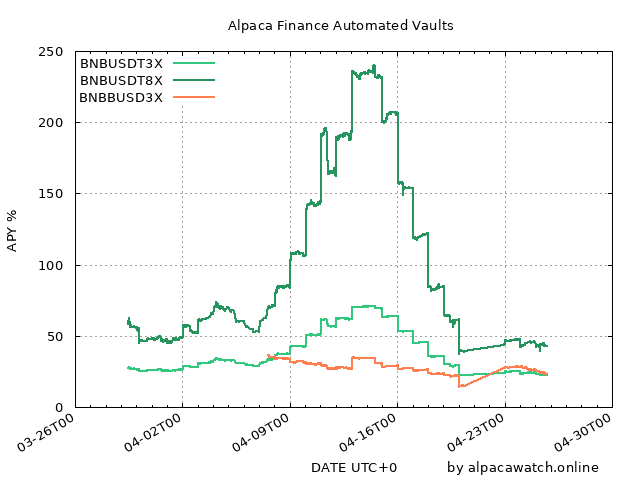 Alpaca Finance Automated Vaults
250
200
150
100
50
0
APY %
BNBUSDT3X
BNBUSDT8X
BNBBUSD3X
03-26T00
04-02T00
04-09T00
04-16T00
04-23T00
04-30T00
DATE UTC+0
by alpacawatch.online